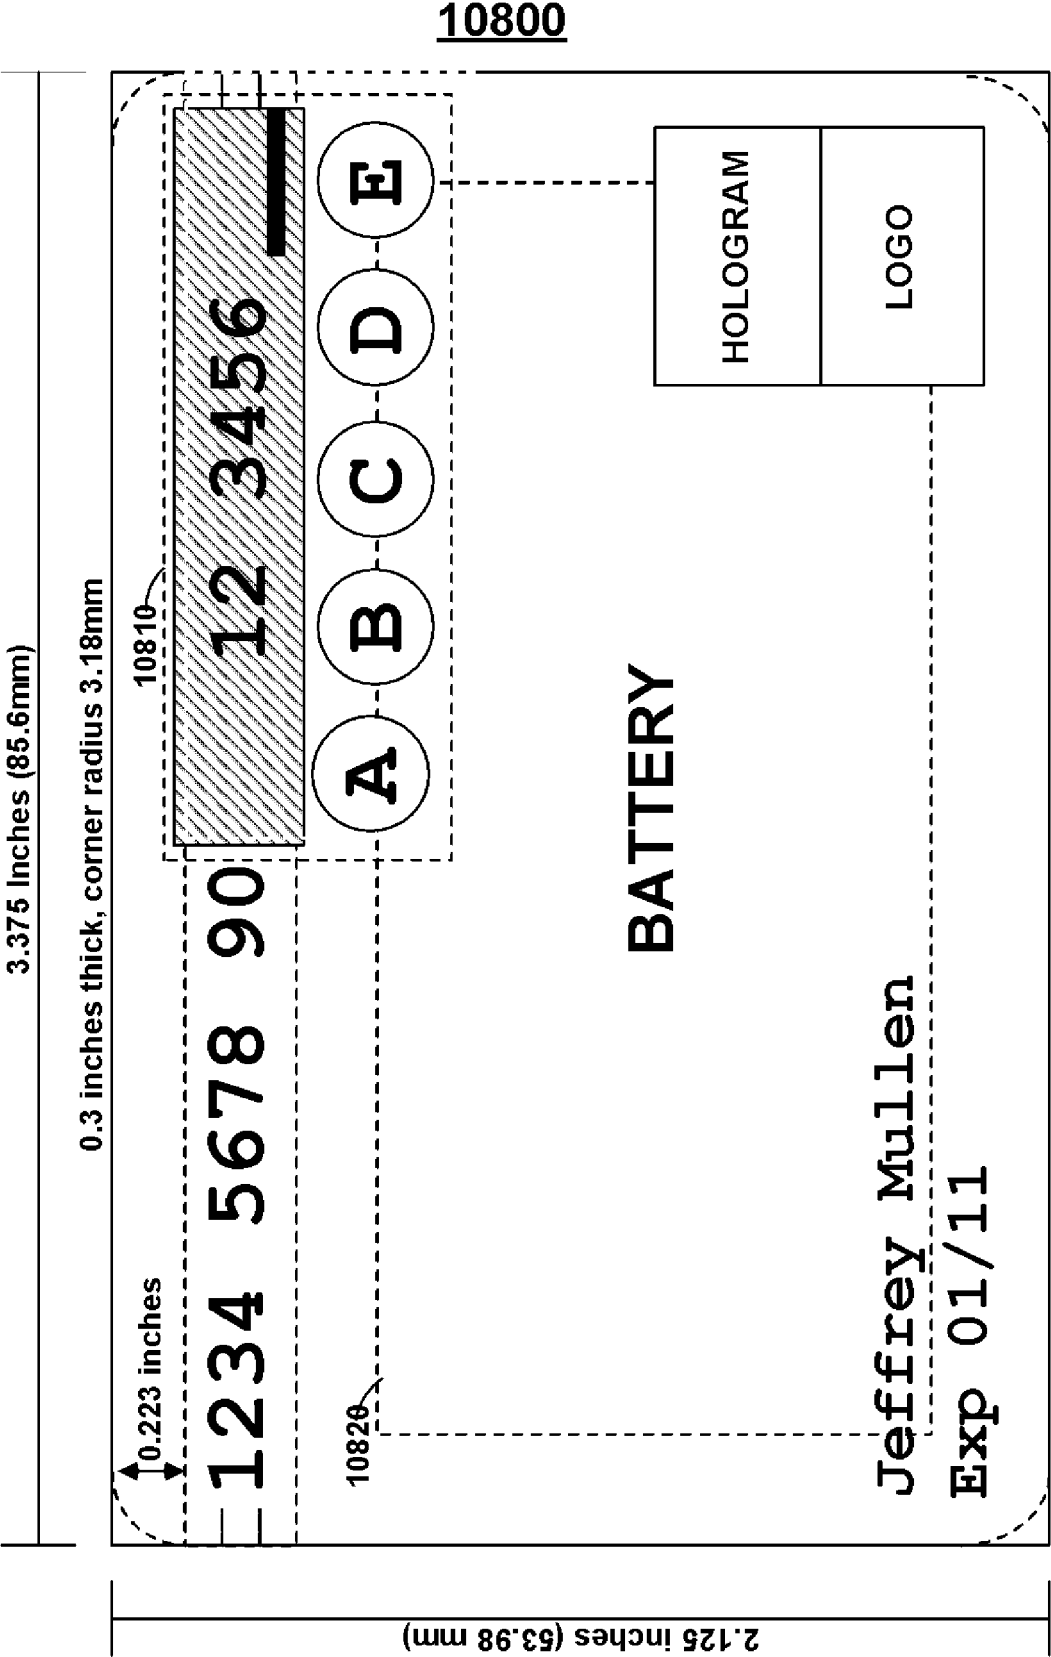 10800
3.375 Inches (85.6mm)
0.3 inches thick, corner radius 3.18mm
10810
0.223 inches
1234 5678 90 12 3456
A B C D E
10820
BATTERY
HOLOGRAM
LOGO
Jeffrey Mullen
Exp 01/11
2.125 inches (53.98 mm)